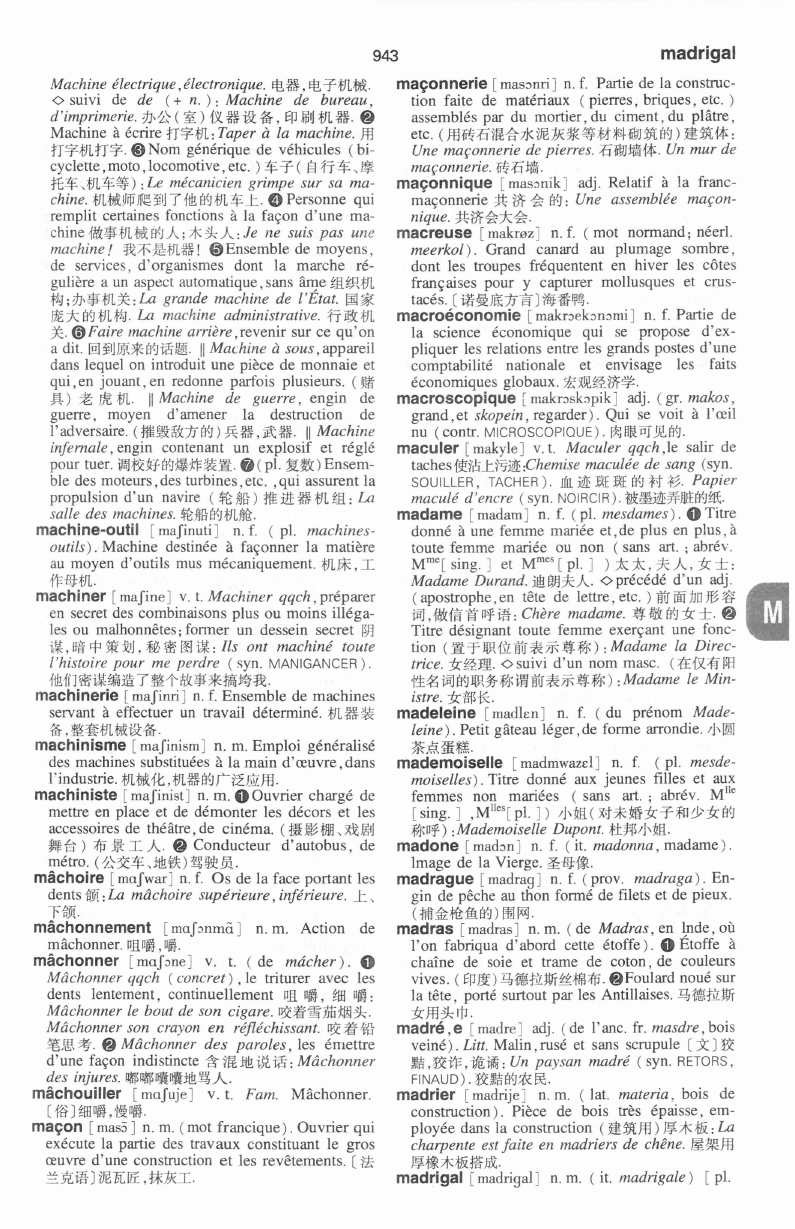 943
madrigal
Machine électrique,électronique. 电器,电子机械.
◇ suivi de de (+ n.): Machine de bureau,
d'imprimerie. 办公(室)仪器设备,印刷机器. ❷
Machine à écrire 打字机:Taper à la machine. 用
打字机打字. ❸Nom générique de véhicules (bi-
cyclette,moto,locomotive,etc.)车子(自行车、摩
托车、机车等):Le mécanicien grimpe sur sa ma-
chine. 机械师爬到了他的机车上. ❹Personne qui
remplit certaines fonctions à la façon d'une ma-
chine 做事机械的人;木头人:Je ne suis pas une
machine! 我不是机器! ❺Ensemble de moyens,
de services, d'organismes dont la marche ré-
gulière a un aspect automatique,sans âme 组织机
构;办事机关:La grande machine de l'État. 国家
庞大的机构. La machine administrative. 行政机
关. ❻Faire machine arrière,revenir sur ce qu'on
a dit. 回到原来的话题. ‖ Machine à sous,appareil
dans lequel on introduit une pièce de monnaie et
qui,en jouant,en redonne parfois plusieurs. (赌
具)老虎机. ‖ Machine de guerre, engin de
guerre, moyen d'amener la destruction de
l'adversaire. (摧毁敌方的)兵器,武器. ‖ Machine
infernale,engin contenant un explosif et réglé
pour tuer. 调校好的爆炸装置. ❼(pl.复数)Ensem-
ble des moteurs,des turbines,etc.,qui assurent la
propulsion d'un navire (轮船)推进器机组: La
salle des machines. 轮船的机舱.
machine-outil [maʃinuti] n.f. (pl. machines-
outils). Machine destinée à façonner la matière
au moyen d'outils mus mécaniquement. 机床,工
作母机.
machiner [maʃine] v.t. Machiner qqch,préparer
en secret des combinaisons plus ou moins illéga-
les ou malhonnêtes;former un dessein secret 阴
谋,暗中策划,秘密图谋: Ils ont machiné toute
l'histoire pour me perdre (syn. MANIGANCER).
他们密谋编造了整个故事来搞垮我.
machinerie [maʃinri] n.f. Ensemble de machines
servant à effectuer un travail déterminé. 机器装
备,整套机械设备.
machinisme [maʃinism] n.m. Emploi généralisé
des machines substituées à la main d'œuvre,dans
l'industrie. 机械化,机器的广泛应用.
machiniste [maʃinist] n.m. ❶Ouvrier chargé de
mettre en place et de démonter les décors et les
accessoires de théâtre,de cinéma. (摄影棚、戏剧
舞台)布景工人. ❷ Conducteur d'autobus, de
métro. (公交车、地铁)驾驶员.
mâchoire [maʃwar] n.f. Os de la face portant les
dents 颌:La mâchoire supérieure,inférieure. 上、
下颌.
mâchonnement [mɑʃɔnmɑ̃] n.m. Action de
mâchonner. 咀嚼,嚼.
mâchonner [mɑʃɔne] v. t. (de mâcher). ❶
Mâchonner qqch (concret), le triturer avec les
dents lentement, continuellement 咀嚼,细嚼:
Mâchonner le bout de son cigare. 咬着雪茄烟头.
Mâchonner son crayon en réfléchissant. 咬着铅
笔思考. ❷ Mâchonner des paroles, les émettre
d'une façon indistincte 含混地说话: Mâchonner
des injures. 嘟嘟囔囔地骂人.
mâchouiller [mɑʃuje] v.t. Fam. Mâchonner.
〔俗〕细嚼,慢嚼.
maçon [masɔ̃] n.m. (mot francique). Ouvrier qui
exécute la partie des travaux constituant le gros
œuvre d'une construction et les revêtements.〔法
兰克语〕泥瓦匠,抹灰工.
maçonnerie [masɔnri] n.f. Partie de la construc-
tion faite de matériaux (pierres, briques, etc.)
assemblés par du mortier,du ciment,du plâtre,
etc. (用砖石混合水泥灰浆等材料砌筑的)建筑体:
Une maçonnerie de pierres. 石砌墙体. Un mur de
maçonnerie. 砖石墙.
maçonnique [masɔnik] adj. Relatif à la franc-
maçonnerie 共济会的: Une assemblée maçon-
nique. 共济会大会.
macreuse [makrøz] n.f. (mot normand; néerl.
meerkol). Grand canard au plumage sombre,
dont les troupes fréquentent en hiver les côtes
françaises pour y capturer mollusques et crus-
tacés.〔诺曼底方言〕海番鸭.
macroéconomie [makrɔekɔnɔmi] n.f. Partie de
la science économique qui se propose d'ex-
pliquer les relations entre les grands postes d'une
comptabilité nationale et envisage les faits
économiques globaux. 宏观经济学.
macroscopique [makrɔskɔpik] adj. (gr. makos,
grand,et skopein, regarder). Qui se voit à l'œil
nu (contr. MICROSCOPIQUE). 肉眼可见的.
maculer [makyle] v.t. Maculer qqch,le salir de
taches使沾上污迹:Chemise maculée de sang (syn.
SOUILLER, TACHER). 血迹斑斑的衬衫. Papier
maculé d'encre (syn. NOIRCIR). 被墨迹弄脏的纸.
madame [madam] n.f. (pl. mesdames). ❶Titre
donné à une femme mariée et,de plus en plus,à
toute femme mariée ou non (sans art.; abrév.
Mme[sing.] et Mmes[pl.])太太,夫人,女士:
Madame Durand. 迪朗夫人. ◇précédé d'un adj.
(apostrophe,en tête de lettre,etc.)前面加形容
词,做信首呼语: Chère madame. 尊敬的女士. ❷
Titre désignant toute femme exerçant une fonc-
tion (置于职位前表示尊称): Madame la Direc-
trice. 女经理. ◇suivi d'un nom masc. (在仅有阳
性名词的职务称谓前表示尊称):Madame le Min-
istre. 女部长.
madeleine [madlɛn] n.f. (du prénom Made-
leine). Petit gâteau léger,de forme arrondie. 小圆
茶点蛋糕.
mademoiselle [madmwazɛl] n.f. (pl. mesde-
moiselles). Titre donné aux jeunes filles et aux
femmes non mariées (sans art.; abrév. Mlle
[sing.],Mlles[pl.])小姐(对未婚女子和少女的
称呼):Mademoiselle Dupont. 杜邦小姐.
madone [madɔn] n.f. (it. madonna,madame).
Image de la Vierge. 圣母像.
madrague [madrag] n.f. (prov. madraga). En-
gin de pêche au thon formé de filets et de pieux.
(捕金枪鱼的)围网.
madras [madras] n.m. (de Madras,en Inde,où
l'on fabriqua d'abord cette étoffe). ❶Étoffe à
chaîne de soie et trame de coton,de couleurs
vives. (印度)马德拉斯丝棉布. ❷Foulard noué sur
la tête, porté surtout par les Antillaises. 马德拉斯
女用头巾.
madré,e [madre] adj. (de l'anc. fr. masdre,bois
veiné). Litt. Malin,rusé et sans scrupule〔文〕狡
黠,狡诈,诡谲: Un paysan madré (syn. RETORS,
FINAUD). 狡黠的农民.
madrier [madrije] n.m. (lat. materia, bois de
construction). Pièce de bois très épaisse, em-
ployée dans la construction (建筑用)厚木板:La
charpente est faite en madriers de chêne. 屋架用
厚橡木板搭成.
madrigal [madrigal] n.m. (it. madrigale) [pl.
M